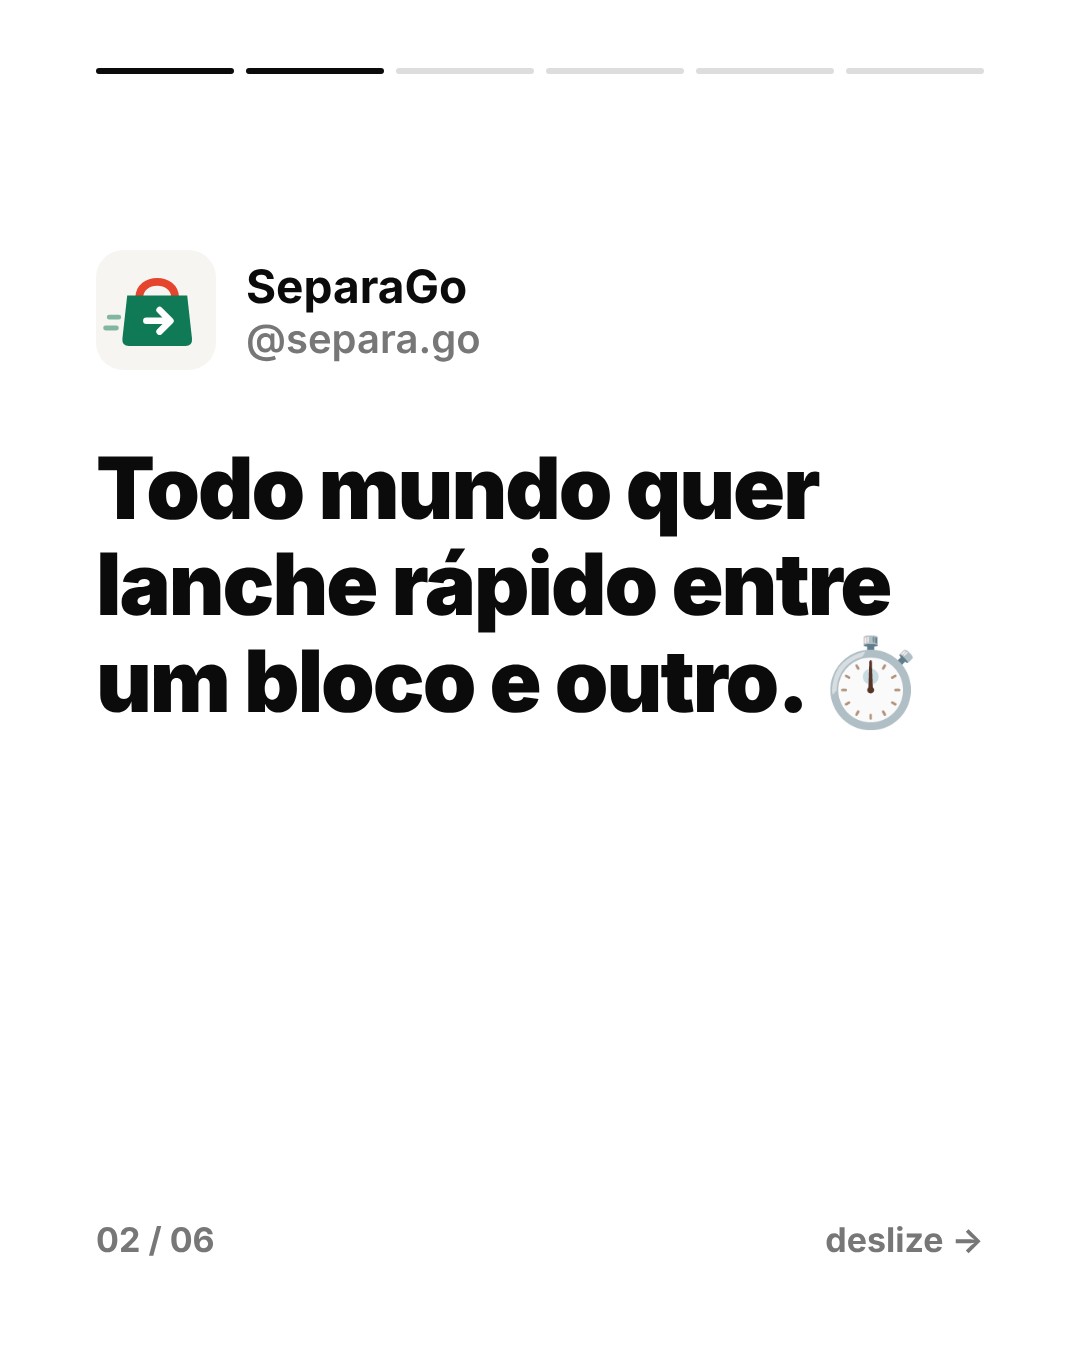 SeparaGo
@separa.go
Todo mundo quer
lanche rápido entre
um bloco e outro. ⏱️
02 / 06
deslize →